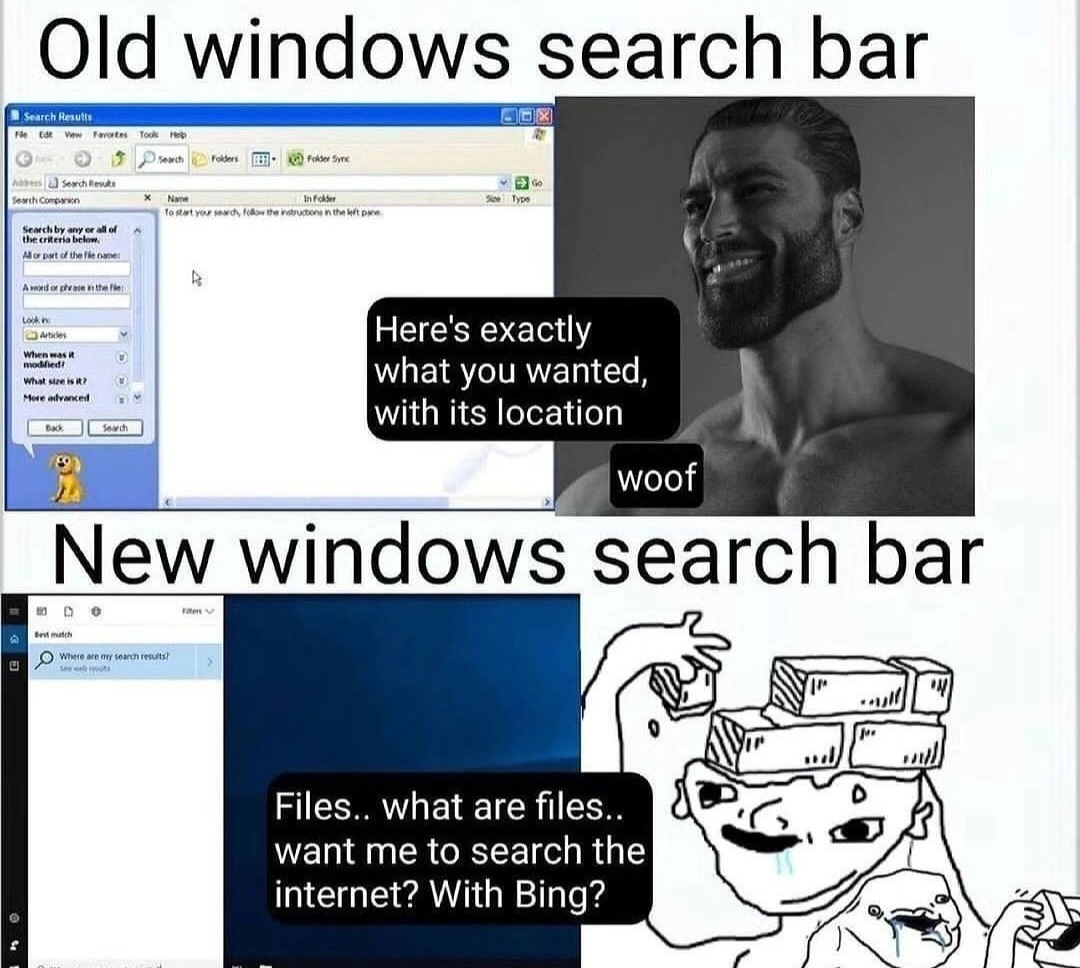 Old windows search bar
Search Results
File Edit View Favorites Tools Help
Back Search Folders Folder Sync
Address Search Results Go
Search Companion Name In Folder Size Type
To start your search, follow the instructions in the left pane.
Search by any or all of
the criteria below.
All or part of the file name:
A word or phrase in the file:
Look in:
Articles
When was it
modified?
What size is it?
More advanced
Back Search
Here's exactly
what you wanted,
with its location
woof
New windows search bar
Filters
Best match
Where are my search results?
See web results
Files.. what are files..
want me to search the
internet? With Bing?